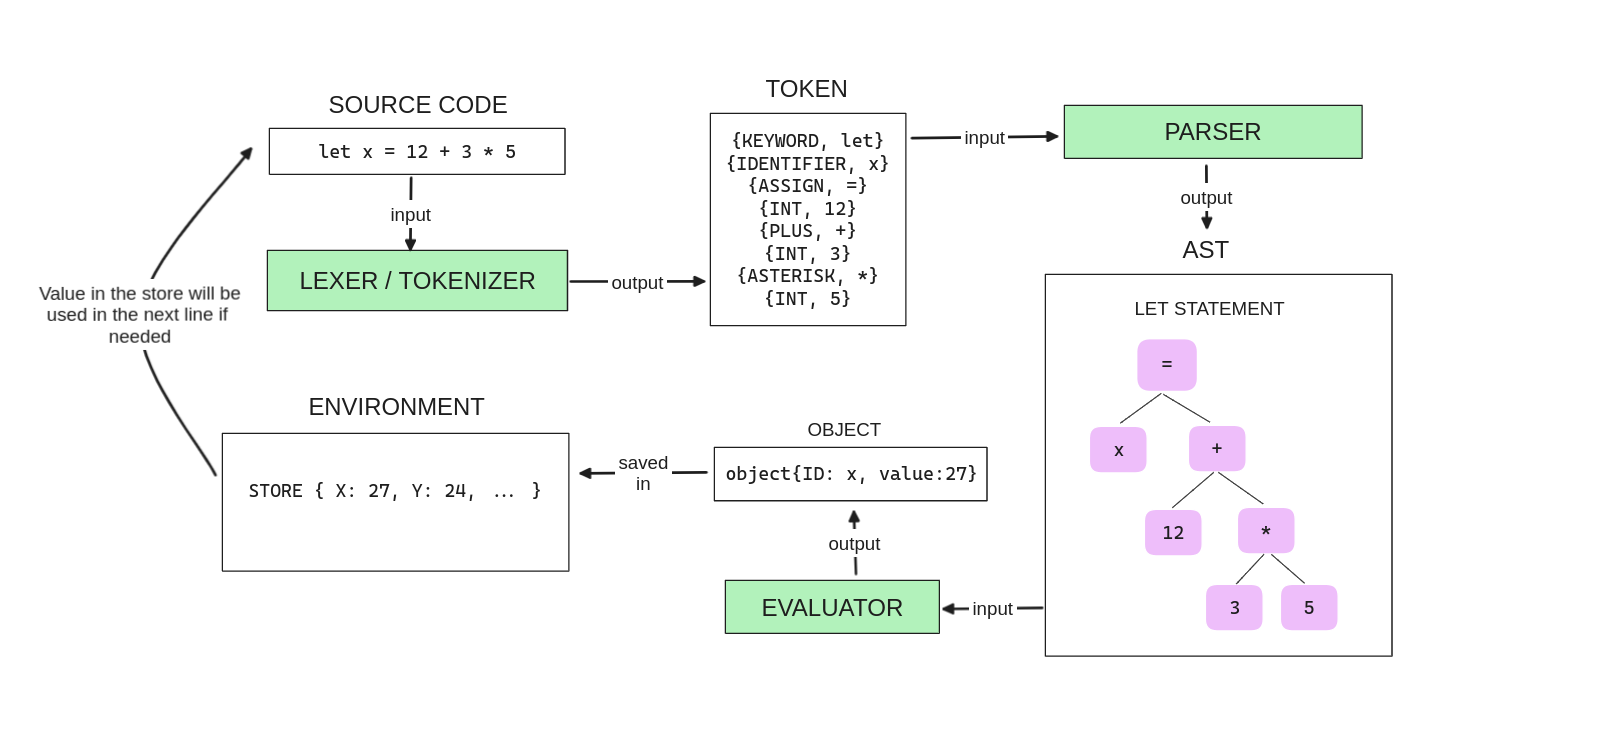 SOURCE CODE
let x = 12 + 3 * 5
input
LEXER / TOKENIZER
output
TOKEN
{KEYWORD, let}
{IDENTIFIER, x}
{ASSIGN, =}
{INT, 12}
{PLUS, +}
{INT, 3}
{ASTERISK, *}
{INT, 5}
input
PARSER
output
AST
LET STATEMENT
=
x
+
12
*
3
5
input
EVALUATOR
output
OBJECT
object{ID: x, value:27}
saved
in
ENVIRONMENT
STORE { X: 27, Y: 24, ... }
Value in the store will be
used in the next line if
needed